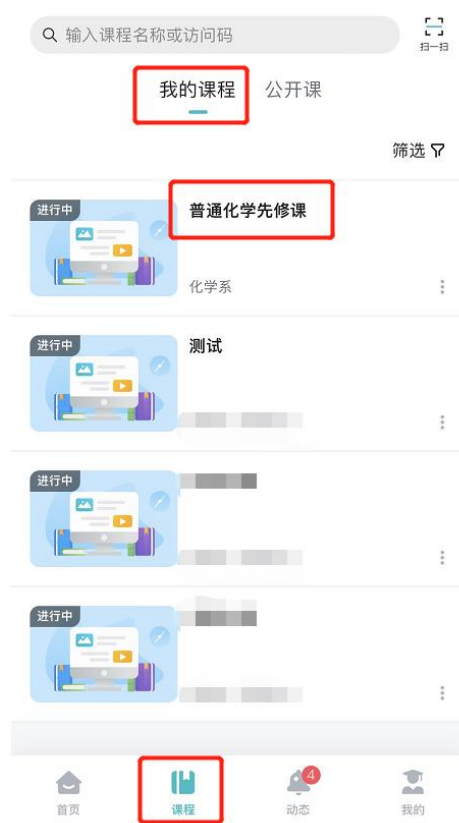 输入课程名称或访问码
扫一扫
我的课程 公开课
筛选
进行中
普通化学先修课
化学系
进行中
测试
进行中
进行中
4
首页 课程 动态 我的